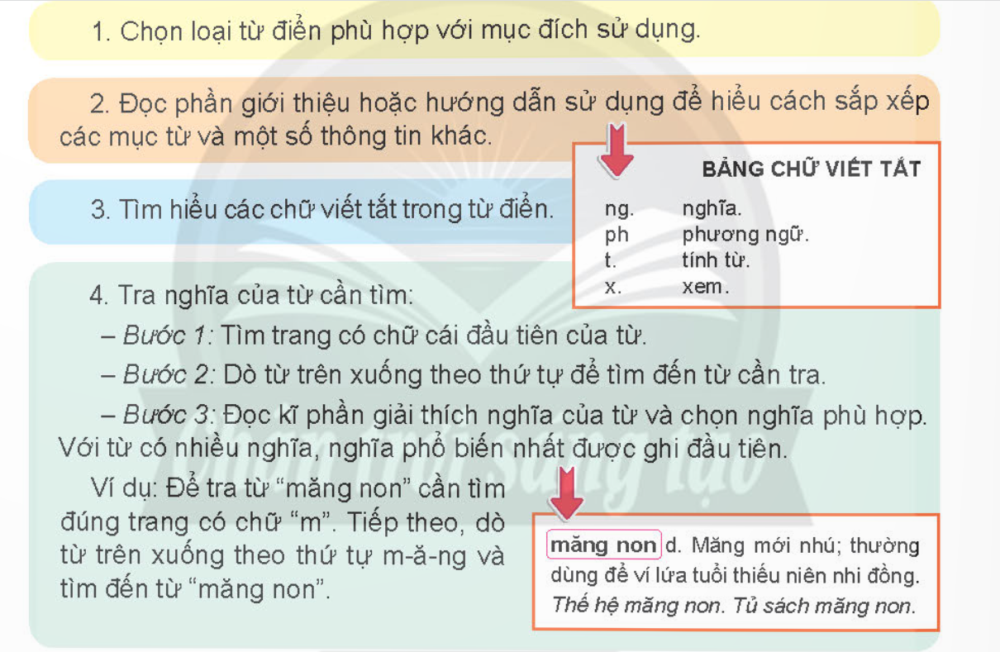 1. Chọn loại từ điển phù hợp với mục đích sử dụng.
2. Đọc phần giới thiệu hoặc hướng dẫn sử dụng để hiểu cách sắp xếp
các mục từ và một số thông tin khác.
3. Tìm hiểu các chữ viết tắt trong từ điển.
BẢNG CHỮ VIẾT TẮT
ng. nghĩa.
ph phương ngữ.
t. tính từ.
x. xem.
4. Tra nghĩa của từ cần tìm:
– Bước 1: Tìm trang có chữ cái đầu tiên của từ.
– Bước 2: Dò từ trên xuống theo thứ tự để tìm đến từ cần tra.
– Bước 3: Đọc kĩ phần giải thích nghĩa của từ và chọn nghĩa phù hợp.
Với từ có nhiều nghĩa, nghĩa phổ biến nhất được ghi đầu tiên.
Ví dụ: Để tra từ “măng non” cần tìm
đúng trang có chữ “m”. Tiếp theo, dò
từ trên xuống theo thứ tự m-ă-ng và
tìm đến từ “măng non”.
măng non d. Măng mới nhú; thường
dùng để ví lứa tuổi thiếu niên nhi đồng.
Thế hệ măng non. Tủ sách măng non.
Chân trời sáng tạo